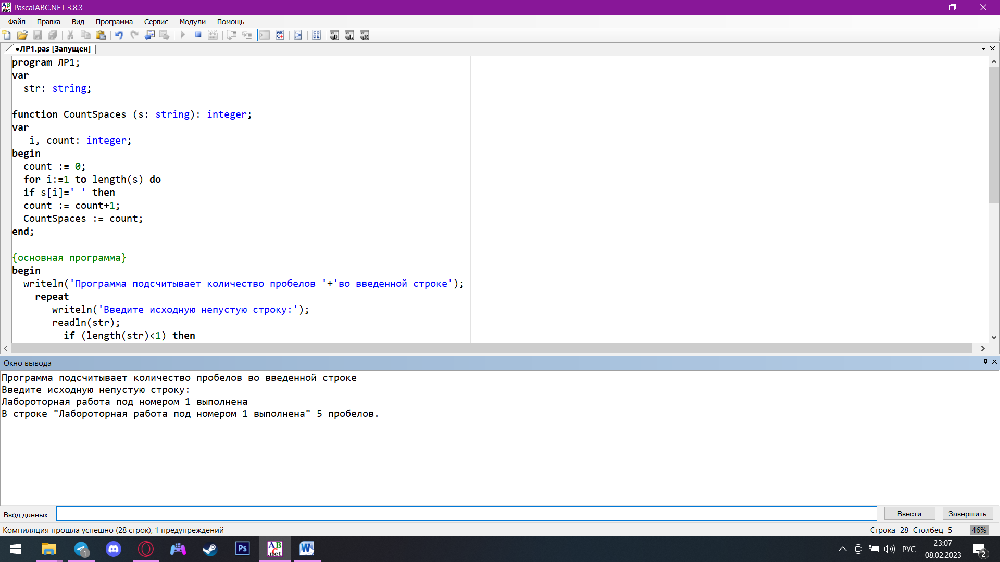 PascalABC.NET 3.8.3
Файл Правка Вид Программа Сервис Модули Помощь
●ЛР1.pas [Запущен]
program ЛР1;
var
  str: string;
function CountSpaces (s: string): integer;
var
   i, count: integer;
begin
  count := 0;
  for i:=1 to length(s) do
  if s[i]=' ' then
  count := count+1;
  CountSpaces := count;
end;
{основная программа}
begin
  writeln('Программа подсчитывает количество пробелов '+'во введенной строке');
    repeat
       writeln('Введите исходную непустую строку:');
       readln(str);
         if (length(str)<1) then
Окно вывода
Программа подсчитывает количество пробелов во введенной строке
Введите исходную непустую строку:
Лабороторная работа под номером 1 выполнена
В строке "Лабороторная работа под номером 1 выполнена" 5 пробелов.
Ввод данных: Ввести Завершить
Компиляция прошла успешно (28 строк), 1 предупреждений Строка 28 Столбец 5 46%
1 Ps ABC.net W РУС 23:07 2
08.02.2023